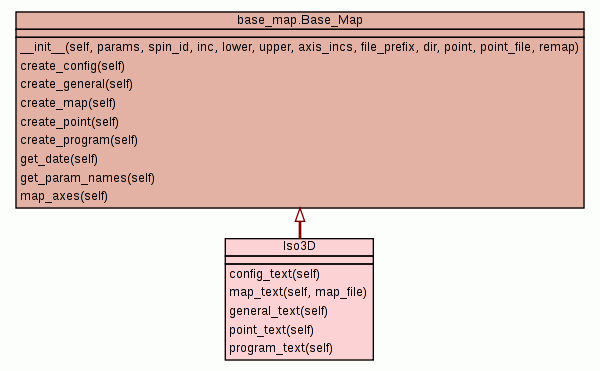 base_map.Base_Map
__init__(self, params, spin_id, inc, lower, upper, axis_incs, file_prefix, dir, point, point_file, remap)
create_config(self)
create_general(self)
create_map(self)
create_point(self)
create_program(self)
get_date(self)
get_param_names(self)
map_axes(self)
Iso3D
config_text(self)
map_text(self, map_file)
general_text(self)
point_text(self)
program_text(self)